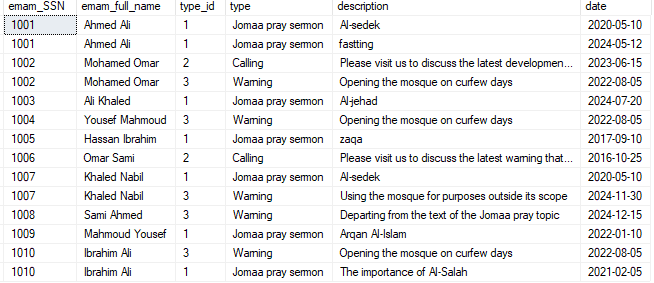 emam_SSN emam_full_name type_id type description date
1001 Ahmed Ali 1 Jomaa pray sermon Al-sedek 2020-05-10
1001 Ahmed Ali 1 Jomaa pray sermon fastting 2024-05-12
1002 Mohamed Omar 2 Calling Please visit us to discuss the latest developmen... 2023-06-15
1002 Mohamed Omar 3 Warning Opening the mosque on curfew days 2022-08-05
1003 Ali Khaled 1 Jomaa pray sermon Al-jehad 2024-07-20
1004 Yousef Mahmoud 3 Warning Opening the mosque on curfew days 2022-08-05
1005 Hassan Ibrahim 1 Jomaa pray sermon zaqa 2017-09-10
1006 Omar Sami 2 Calling Please visit us to discuss the latest warning that... 2016-10-25
1007 Khaled Nabil 1 Jomaa pray sermon Al-sedek 2020-05-10
1007 Khaled Nabil 3 Warning Using the mosque for purposes outside its scope 2024-11-30
1008 Sami Ahmed 3 Warning Departing from the text of the Jomaa pray topic 2024-12-15
1009 Mahmoud Yousef 1 Jomaa pray sermon Arqan Al-Islam 2022-01-10
1010 Ibrahim Ali 3 Warning Opening the mosque on curfew days 2022-08-05
1010 Ibrahim Ali 1 Jomaa pray sermon The importance of Al-Salah 2021-02-05